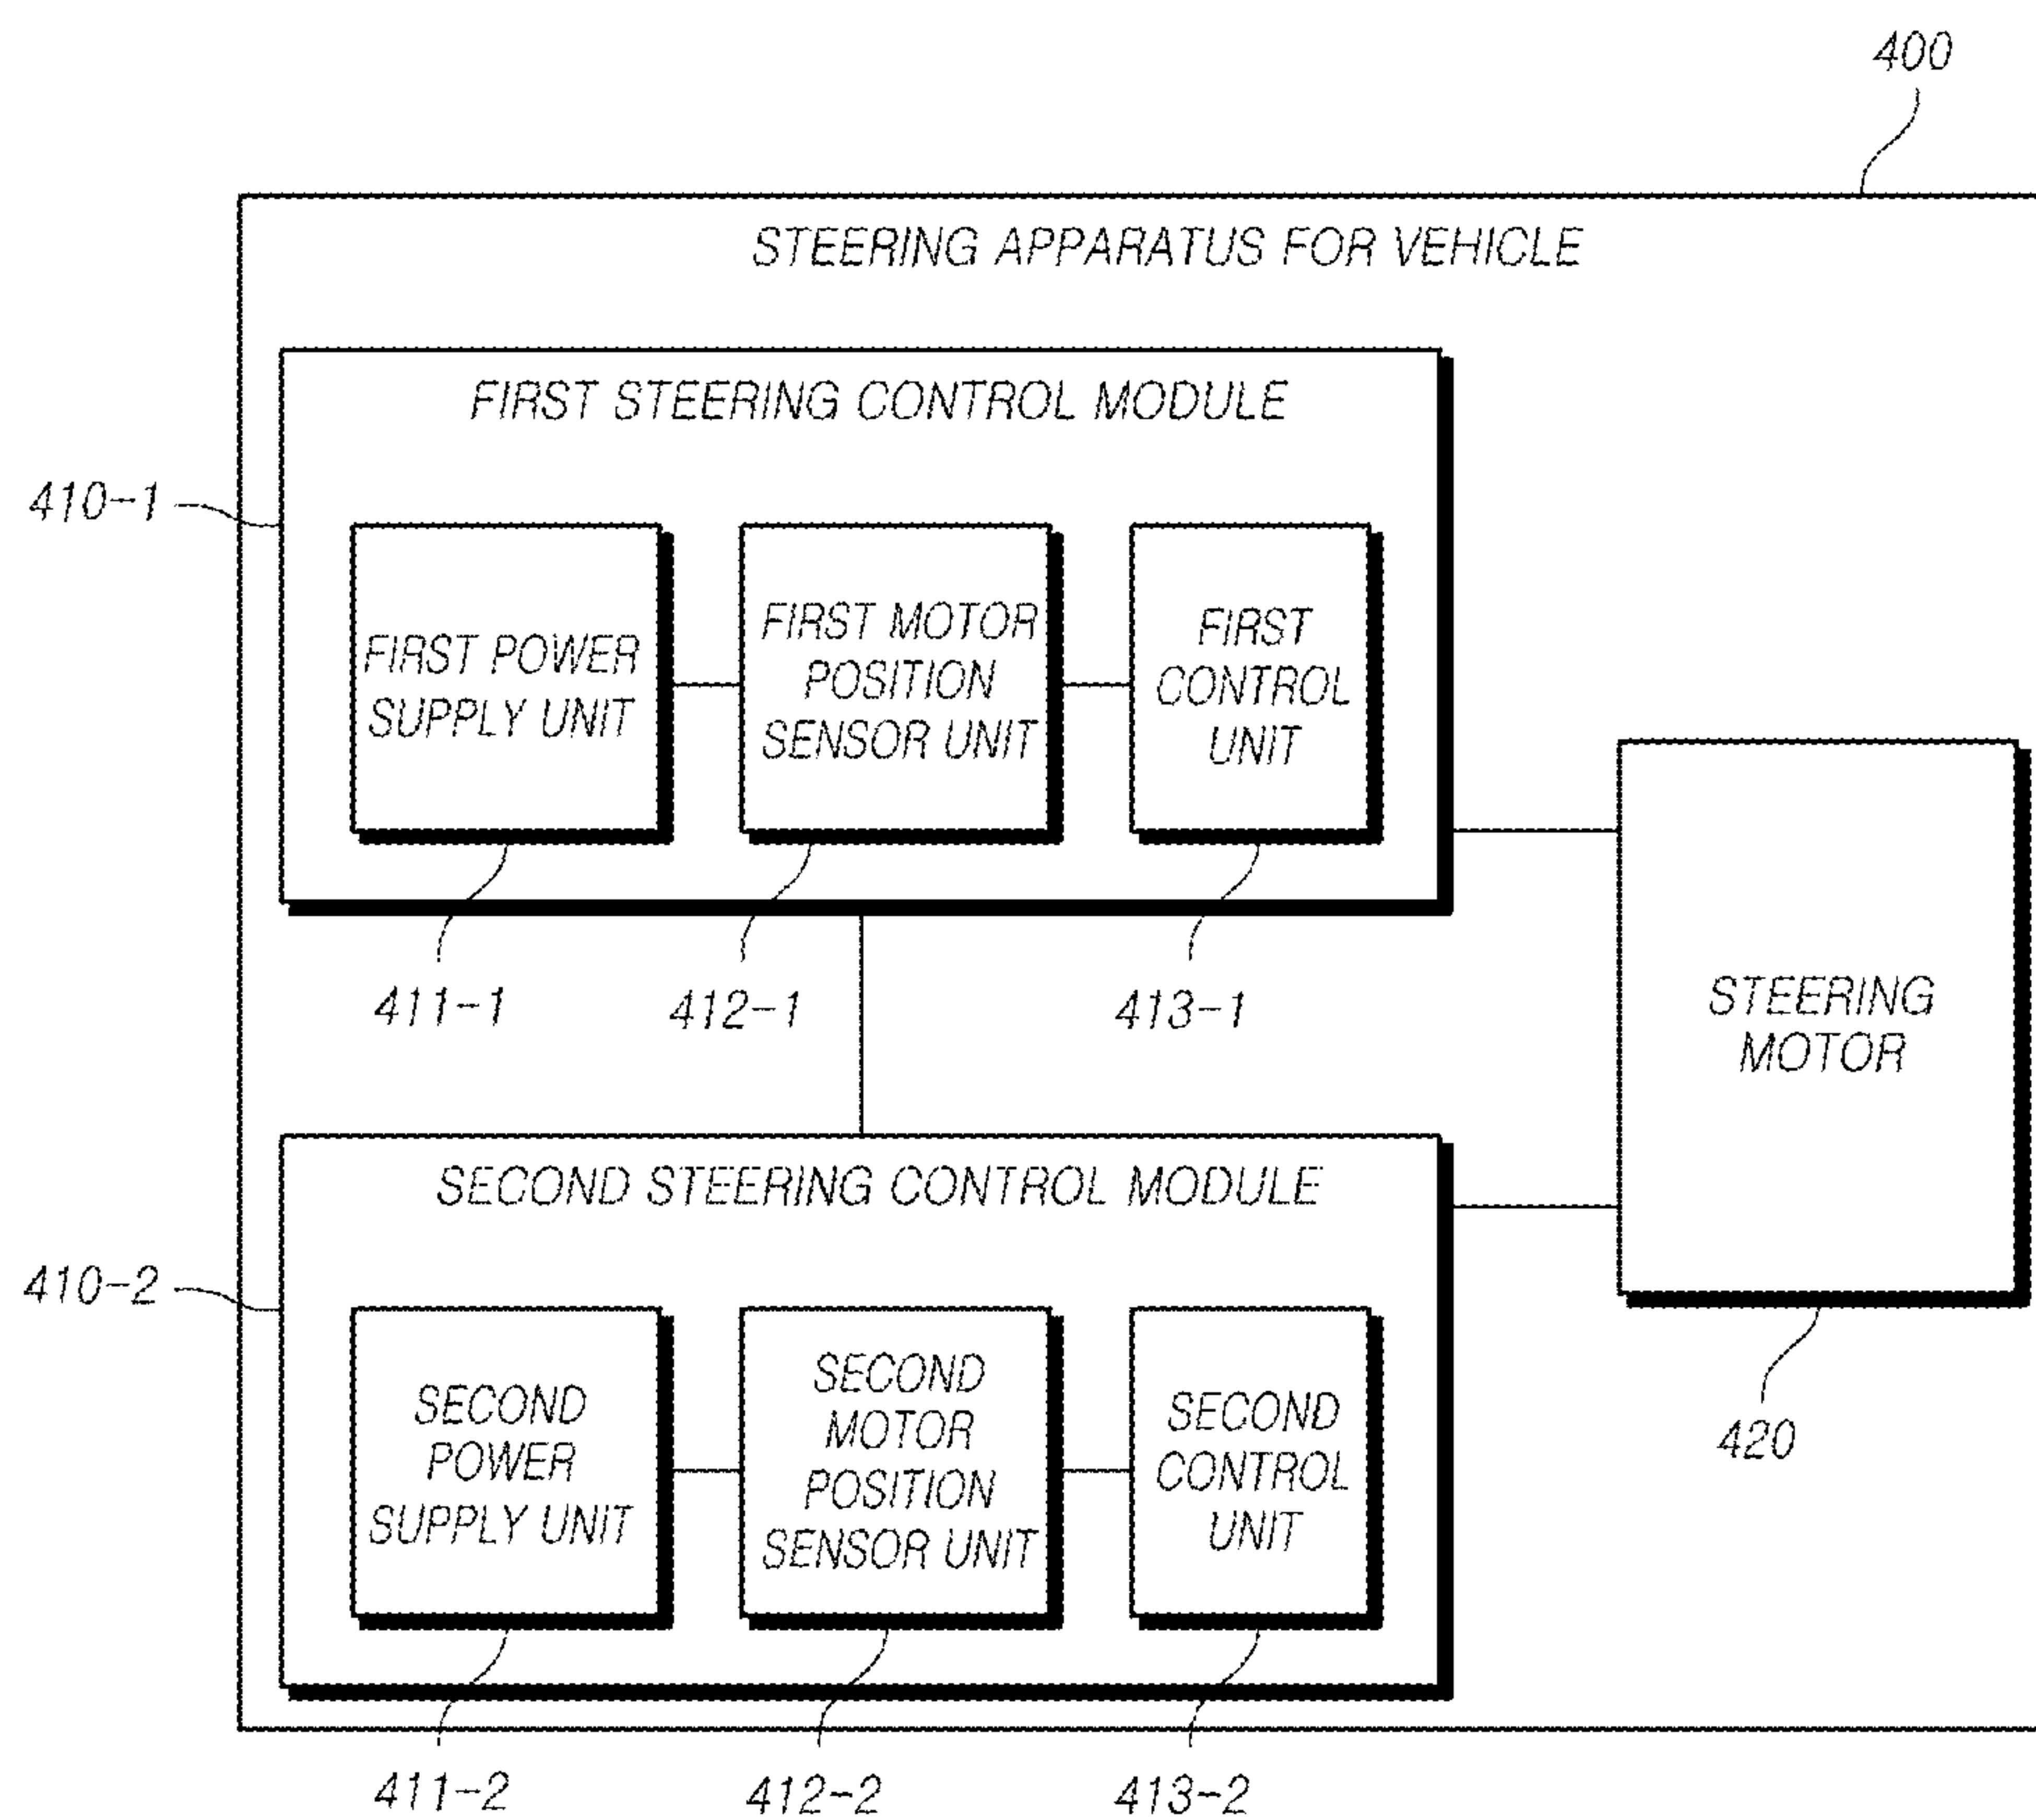 400
STEERING APPARATUS FOR VEHICLE
FIRST STEERING CONTROL MODULE
410-1
FIRST POWER
SUPPLY UNIT
FIRST MOTOR
POSITION
SENSOR UNIT
FIRST
CONTROL
UNIT
411-1
412-1
413-1
STEERING
MOTOR
420
SECOND STEERING CONTROL MODULE
410-2
SECOND
POWER
SUPPLY UNIT
SECOND
MOTOR
POSITION
SENSOR UNIT
SECOND
CONTROL
UNIT
411-2
412-2
413-2